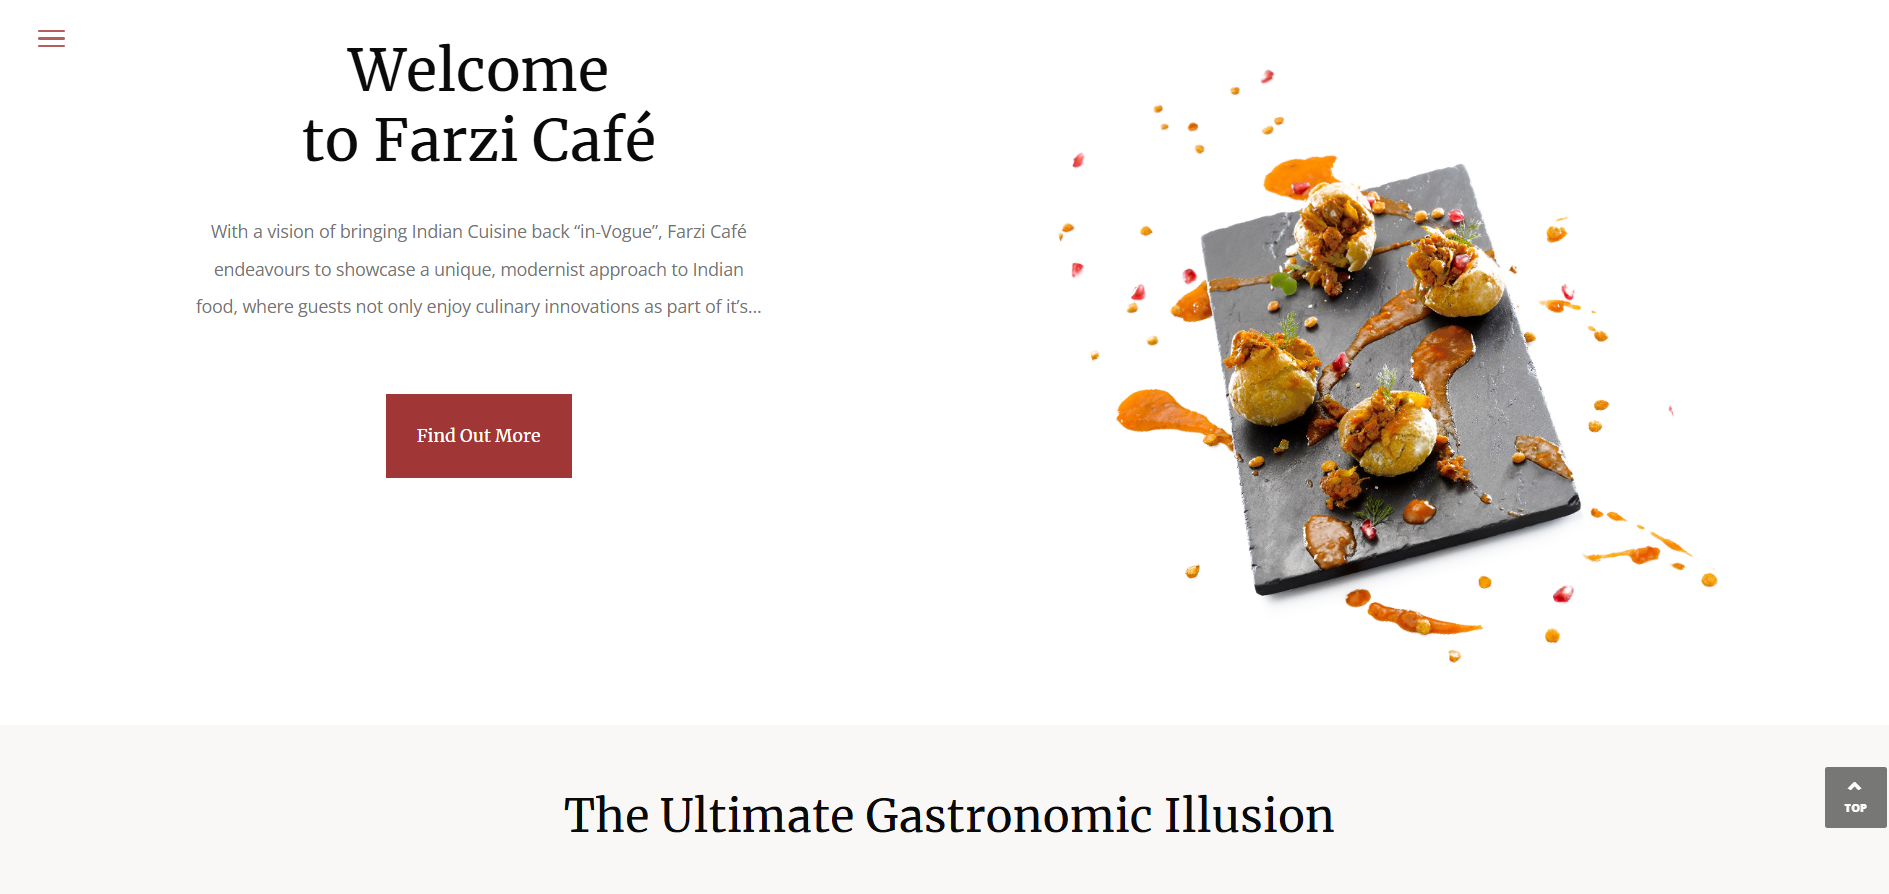 Welcome
to Farzi Café
With a vision of bringing Indian Cuisine back “in-Vogue”, Farzi Café
endeavours to showcase a unique, modernist approach to Indian
food, where guests not only enjoy culinary innovations as part of it’s...
Find Out More
The Ultimate Gastronomic Illusion
TOP